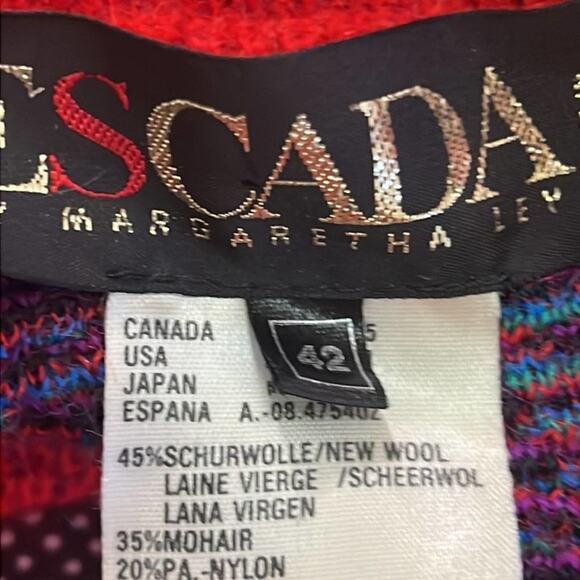 ESCADA
MARGARETHA LEY
42
CANADA 5
USA
JAPAN
ESPANA A.-08.475402
45%SCHURWOLLE/NEW WOOL
LAINE VIERGE /SCHEERWOL
LANA VIRGEN
35%MOHAIR
20%PA.-NYLON